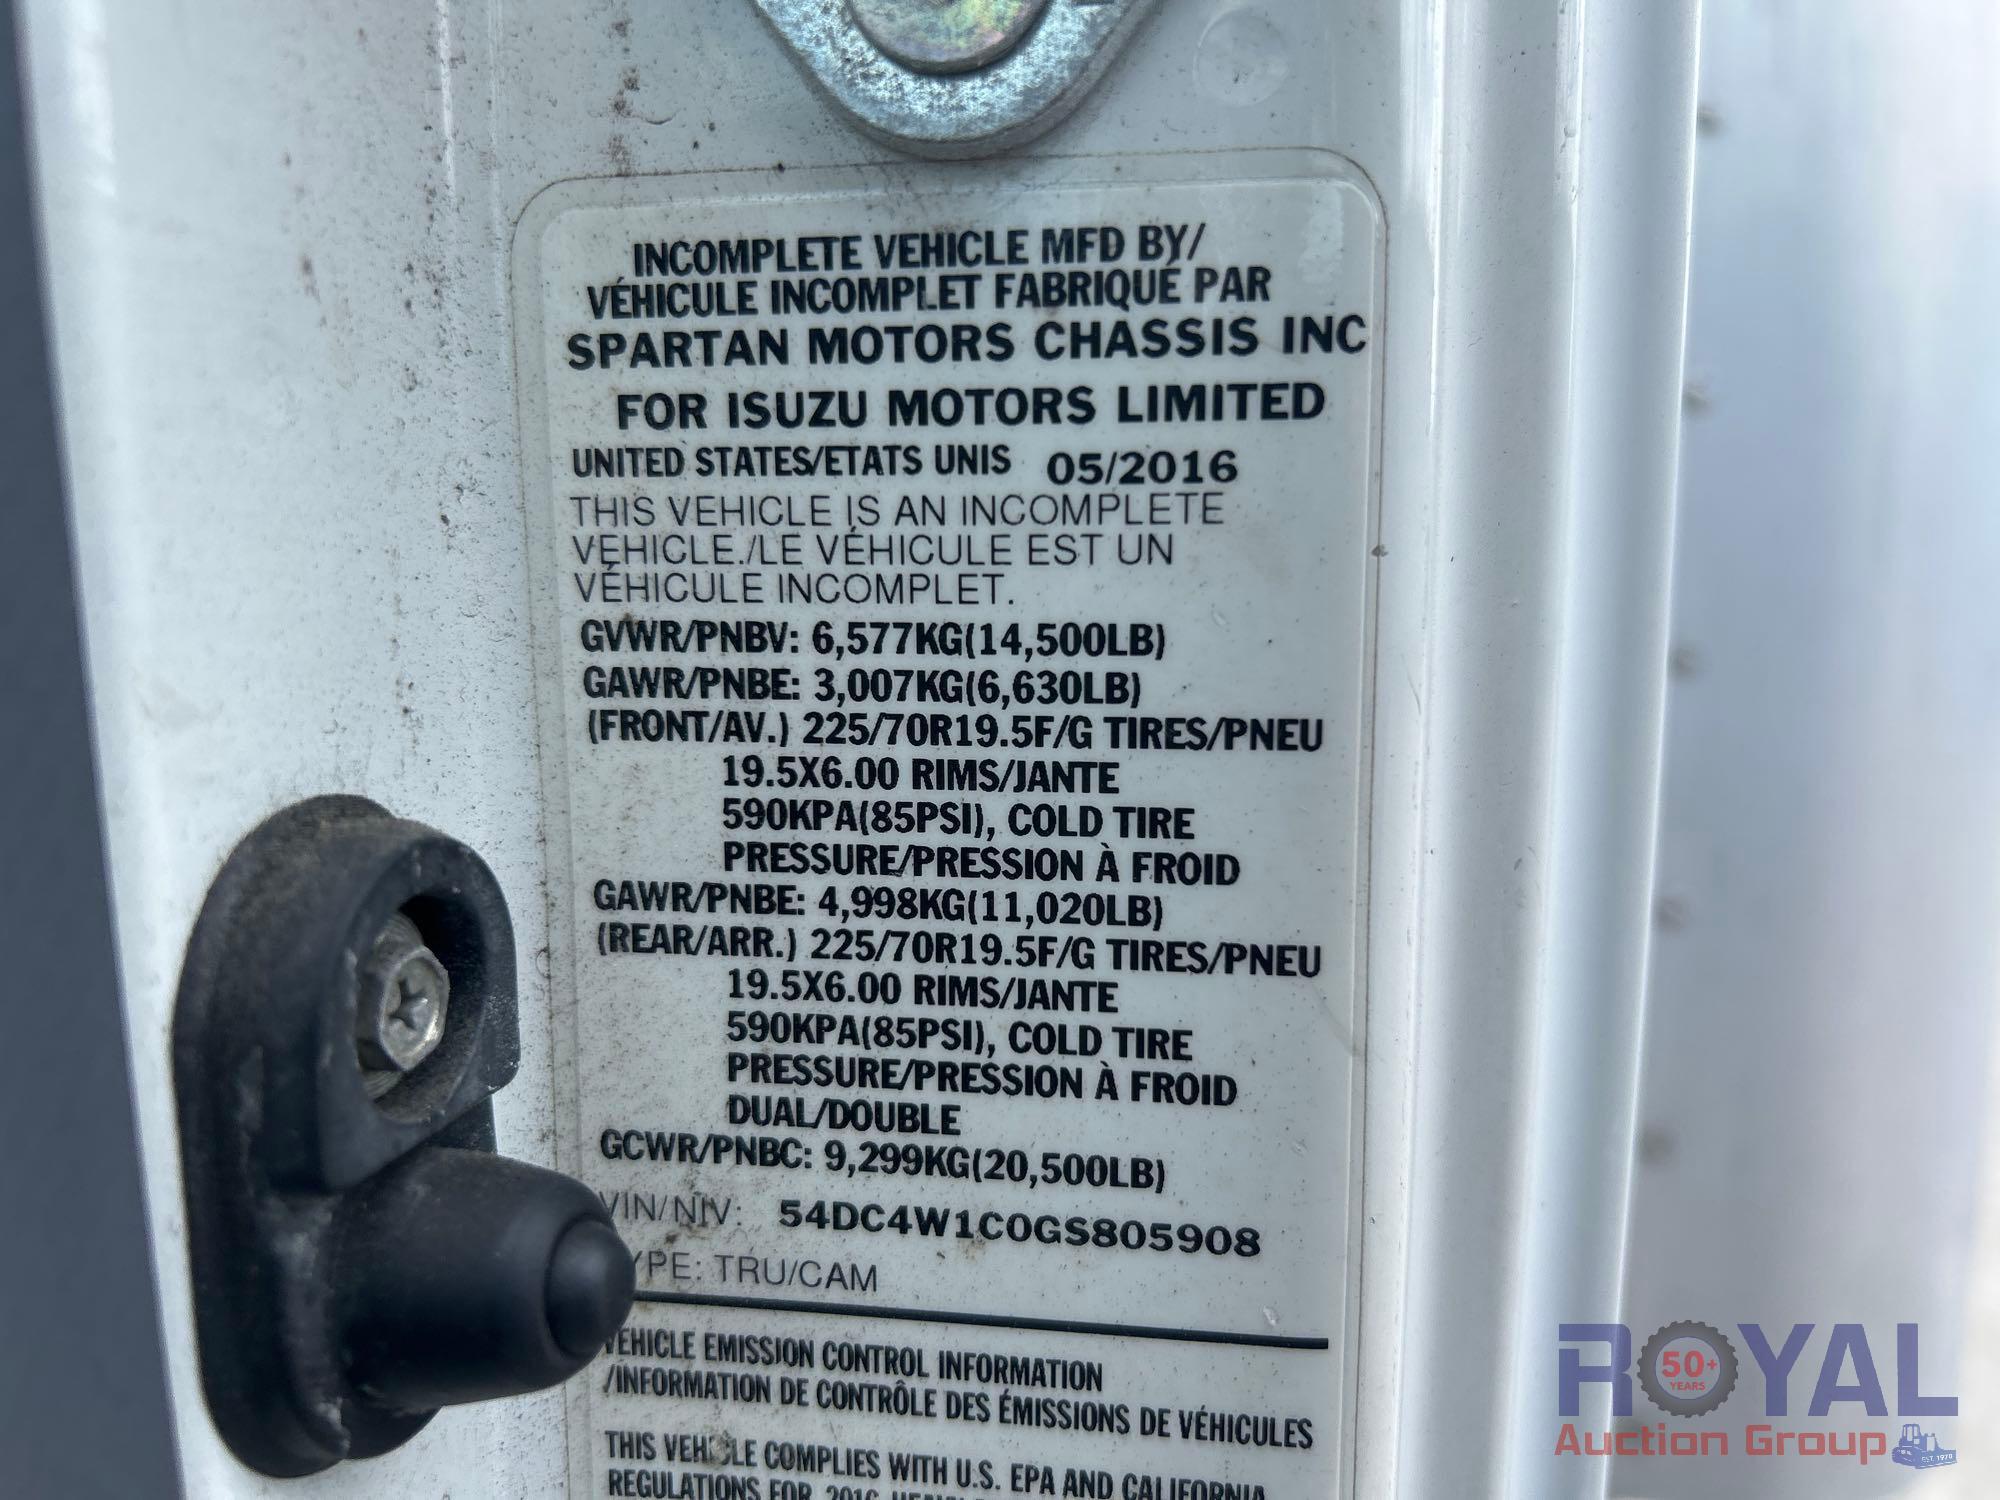 INCOMPLETE VEHICLE MFD BY/
VÉHICULE INCOMPLET FABRIQUÉ PAR
SPARTAN MOTORS CHASSIS INC
FOR ISUZU MOTORS LIMITED
UNITED STATES/ETATS UNIS 05/2016
THIS VEHICLE IS AN INCOMPLETE
VEHICLE./LE VÉHICULE EST UN
VÉHICULE INCOMPLET.
GVWR/PNBV: 6,577KG(14,500LB)
GAWR/PNBE: 3,007KG(6,630LB)
(FRONT/AV.) 225/70R19.5F/G TIRES/PNEU
19.5X6.00 RIMS/JANTE
590KPA(85PSI), COLD TIRE
PRESSURE/PRESSION À FROID
GAWR/PNBE: 4,998KG(11,020LB)
(REAR/ARR.) 225/70R19.5F/G TIRES/PNEU
19.5X6.00 RIMS/JANTE
590KPA(85PSI), COLD TIRE
PRESSURE/PRESSION À FROID
DUAL/DOUBLE
GCWR/PNBC: 9,299KG(20,500LB)
VIN/NIV: 54DC4W1C0GS805908
YPE: TRU/CAM
VEHICLE EMISSION CONTROL INFORMATION
/INFORMATION DE CONTRÔLE DES ÉMISSIONS DE VÉHICULES
THIS VEHICLE COMPLIES WITH U.S. EPA AND CALIFORNIA
REGULATIONS FOR 2016
ROYAL
50+
YEARS
Auction Group
EST. 1970